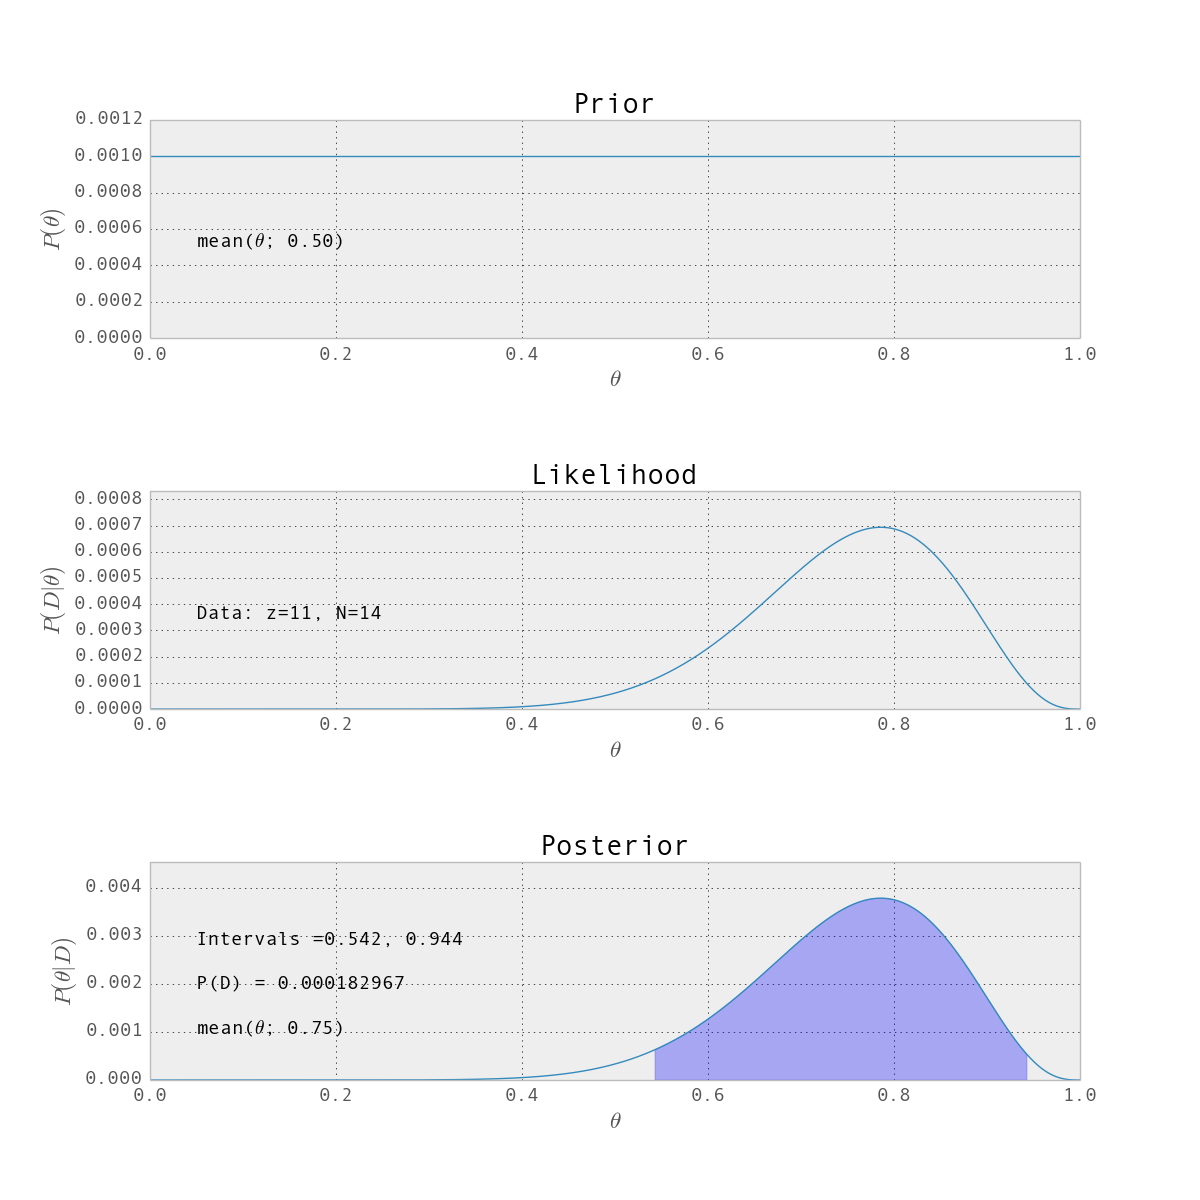 Prior
0.0012
0.0010
0.0008
0.0006
0.0004
0.0002
0.0000
P(θ)
mean(θ; 0.50)
0.0 0.2 0.4 0.6 0.8 1.0
θ
Likelihood
0.0008
0.0007
0.0006
0.0005
0.0004
0.0003
0.0002
0.0001
0.0000
P(D|θ)
Data: z=11, N=14
0.0 0.2 0.4 0.6 0.8 1.0
θ
Posterior
0.004
0.003
0.002
0.001
0.000
P(θ|D)
Intervals =0.542, 0.944
P(D) = 0.000182967
mean(θ; 0.75)
0.0 0.2 0.4 0.6 0.8 1.0
θ